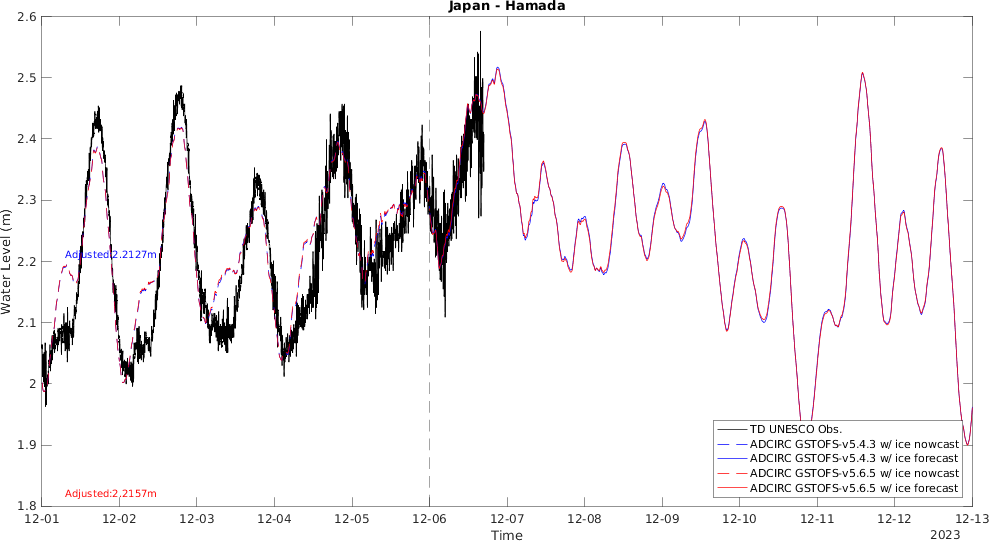 Japan - Hamada
2.6
2.5
2.4
2.3
2.2
2.1
2
1.9
1.8
Water Level (m)
Adjusted:2.2127m
Adjusted:2.2157m
TD UNESCO Obs.
ADCIRC GSTOFS-v5.4.3 w/ ice nowcast
ADCIRC GSTOFS-v5.4.3 w/ ice forecast
ADCIRC GSTOFS-v5.6.5 w/ ice nowcast
ADCIRC GSTOFS-v5.6.5 w/ ice forecast
12-01 12-02 12-03 12-04 12-05 12-06 12-07 12-08 12-09 12-10 12-11 12-12 12-13
Time
2023